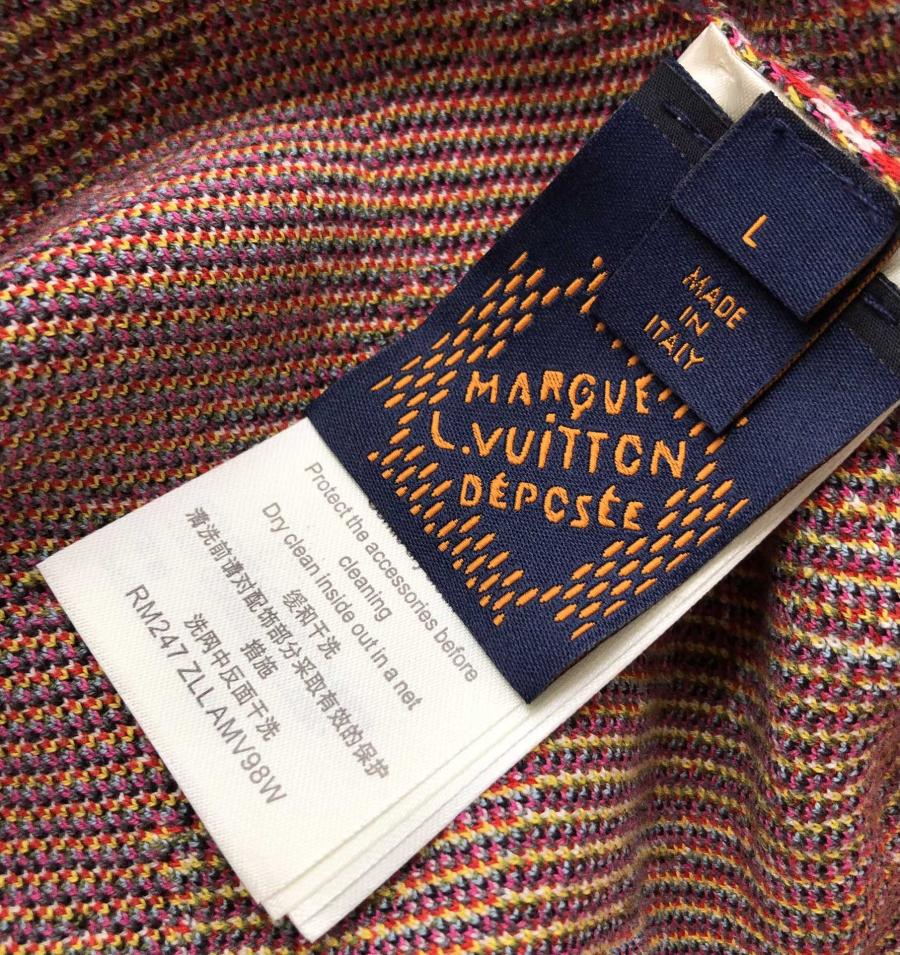 L
MADE
IN
ITALY
MARQUE
L.VUITTON
DÉPOSÉE
Protect the accessories before
cleaning
Dry clean inside out in a net
缓和干洗
清洗前请对配饰部分采取有效的保护
措施
洗网中反面干洗
RM247 ZLL AMV98W